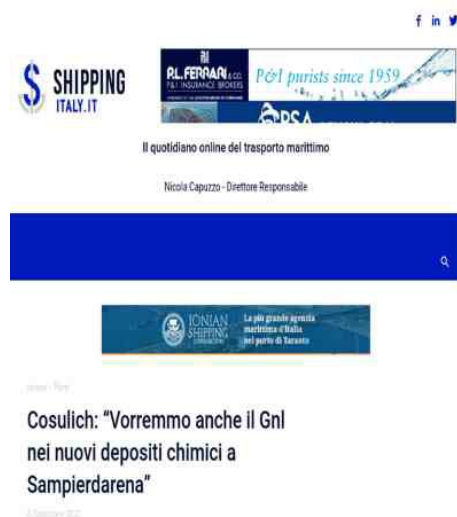 SHIPPING
ITALY.IT
P.L. FERRARI & CO.
P&I INSURANCE BROKERS
P&I purists since 1959
PSA
Il quotidiano online del trasporto marittimo
Nicola Capuzzo - Direttore Responsabile
IONIAN
SHIPPING
La più grande agenzia
marittima d'Italia
nel porto di Taranto
Cosulich: “Vorremmo anche il Gnl
nei nuovi depositi chimici a
Sampierdarena”